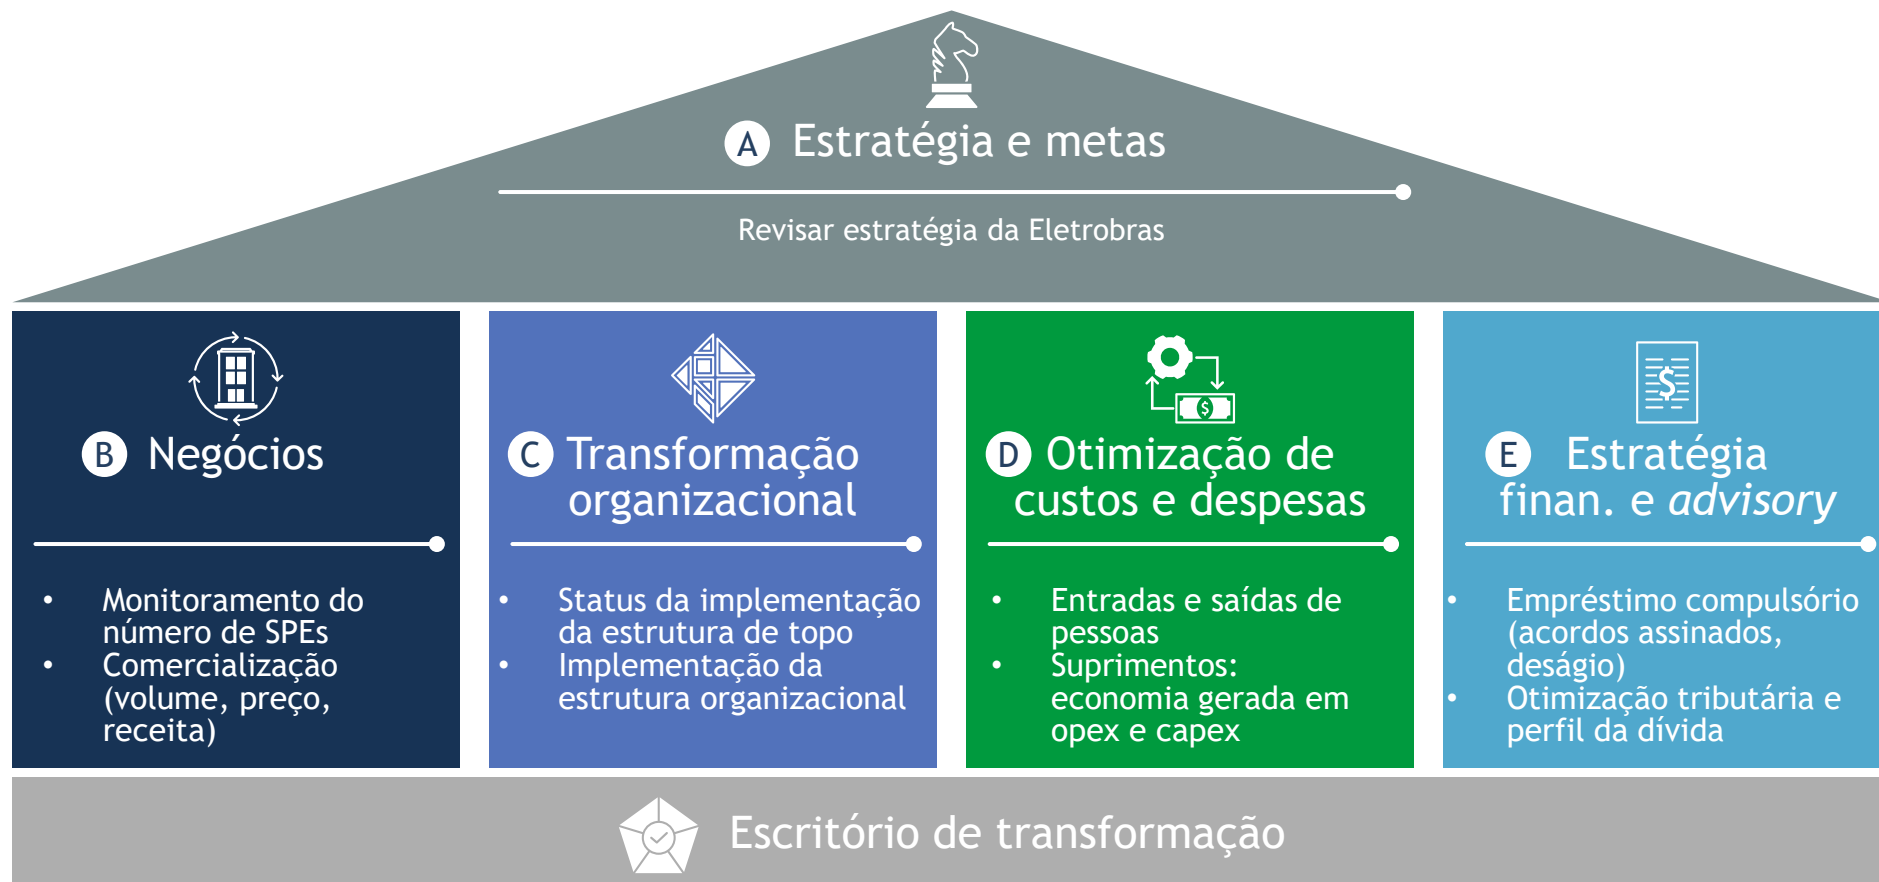 A Estratégia e metas
Revisar estratégia da Eletrobras
B Negócios
• Monitoramento do
número de SPEs
• Comercialização
(volume, preço,
receita)
C Transformação
organizacional
• Status da implementação
da estrutura de topo
• Implementação da
estrutura organizacional
D Otimização de
custos e despesas
• Entradas e saídas de
pessoas
• Suprimentos:
economia gerada em
opex e capex
E Estratégia
finan. e advisory
• Empréstimo compulsório
(acordos assinados,
deságio)
• Otimização tributária e
perfil da dívida
Escritório de transformação